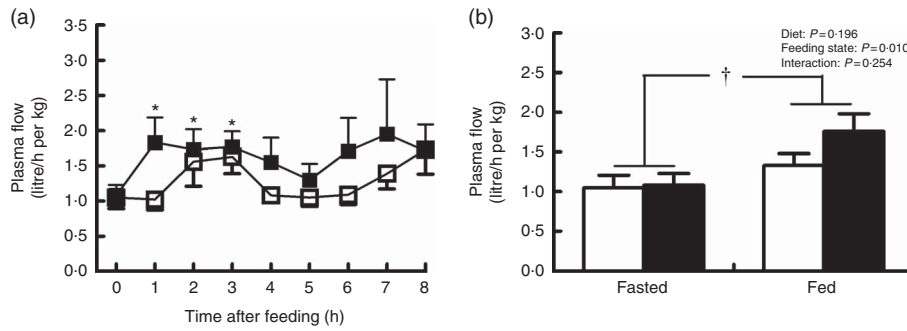 (a)
3·5
3·0
2·5
2·0
1·5
1·0
0·5
0·0
Plasma flow
(litre/h per kg)
*
*
*
0 1 2 3 4 5 6 7 8
Time after feeding (h)
(b)
3·0
2·5
2·0
1·5
1·0
0·5
0·0
Plasma flow
(litre/h per kg)
Diet: P=0·196
Feeding state: P=0·010
Interaction: P=0·254
†
Fasted Fed